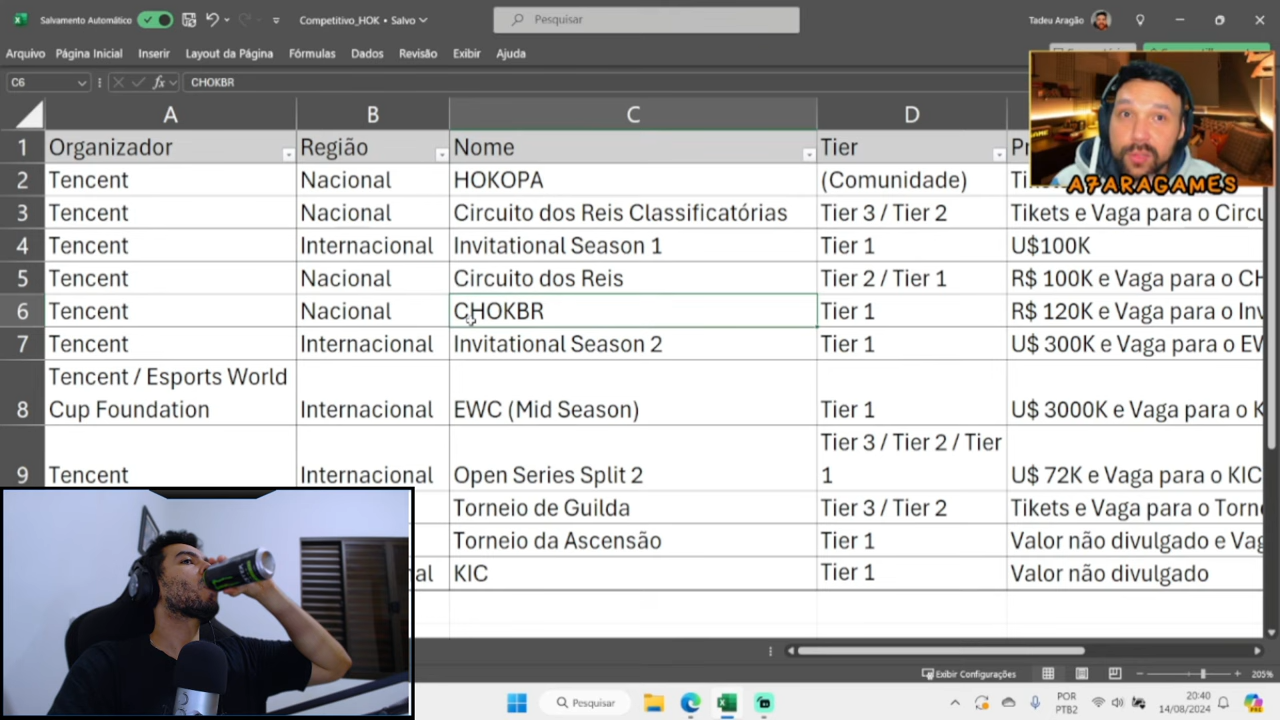 Salvamento Automático
Competitivo_HOK • Salvo
Pesquisar
Tadeu Aragão
Arquivo Página Inicial Inserir Layout da Página Fórmulas Dados Revisão Exibir Ajuda
C6 fx CHOKBR
A B C D
1 Organizador Região Nome Tier
2 Tencent Nacional HOKOPA (Comunidade)
3 Tencent Nacional Circuito dos Reis Classificatórias Tier 3 / Tier 2 Tikets e Vaga para o Circu
4 Tencent Internacional Invitational Season 1 Tier 1 U$100K
5 Tencent Nacional Circuito dos Reis Tier 2 / Tier 1 R$ 100K e Vaga para o CH
6 Tencent Nacional CHOKBR Tier 1 R$ 120K e Vaga para o Inv
7 Tencent Internacional Invitational Season 2 Tier 1 U$ 300K e Vaga para o EW
Tencent / Esports World
8 Cup Foundation Internacional EWC (Mid Season) Tier 1 U$ 3000K e Vaga para o K
Tier 3 / Tier 2 / Tier
9 Tencent Internacional Open Series Split 2 1 U$ 72K e Vaga para o KIC
Torneio de Guilda Tier 3 / Tier 2 Tikets e Vaga para o Torne
Torneio da Ascensão Tier 1 Valor não divulgado e Vag
al KIC Tier 1 Valor não divulgado
A7ARAGAMES
Exibir Configurações
205%
Pesquisar
POR
PTB2
20:40
14/08/2024